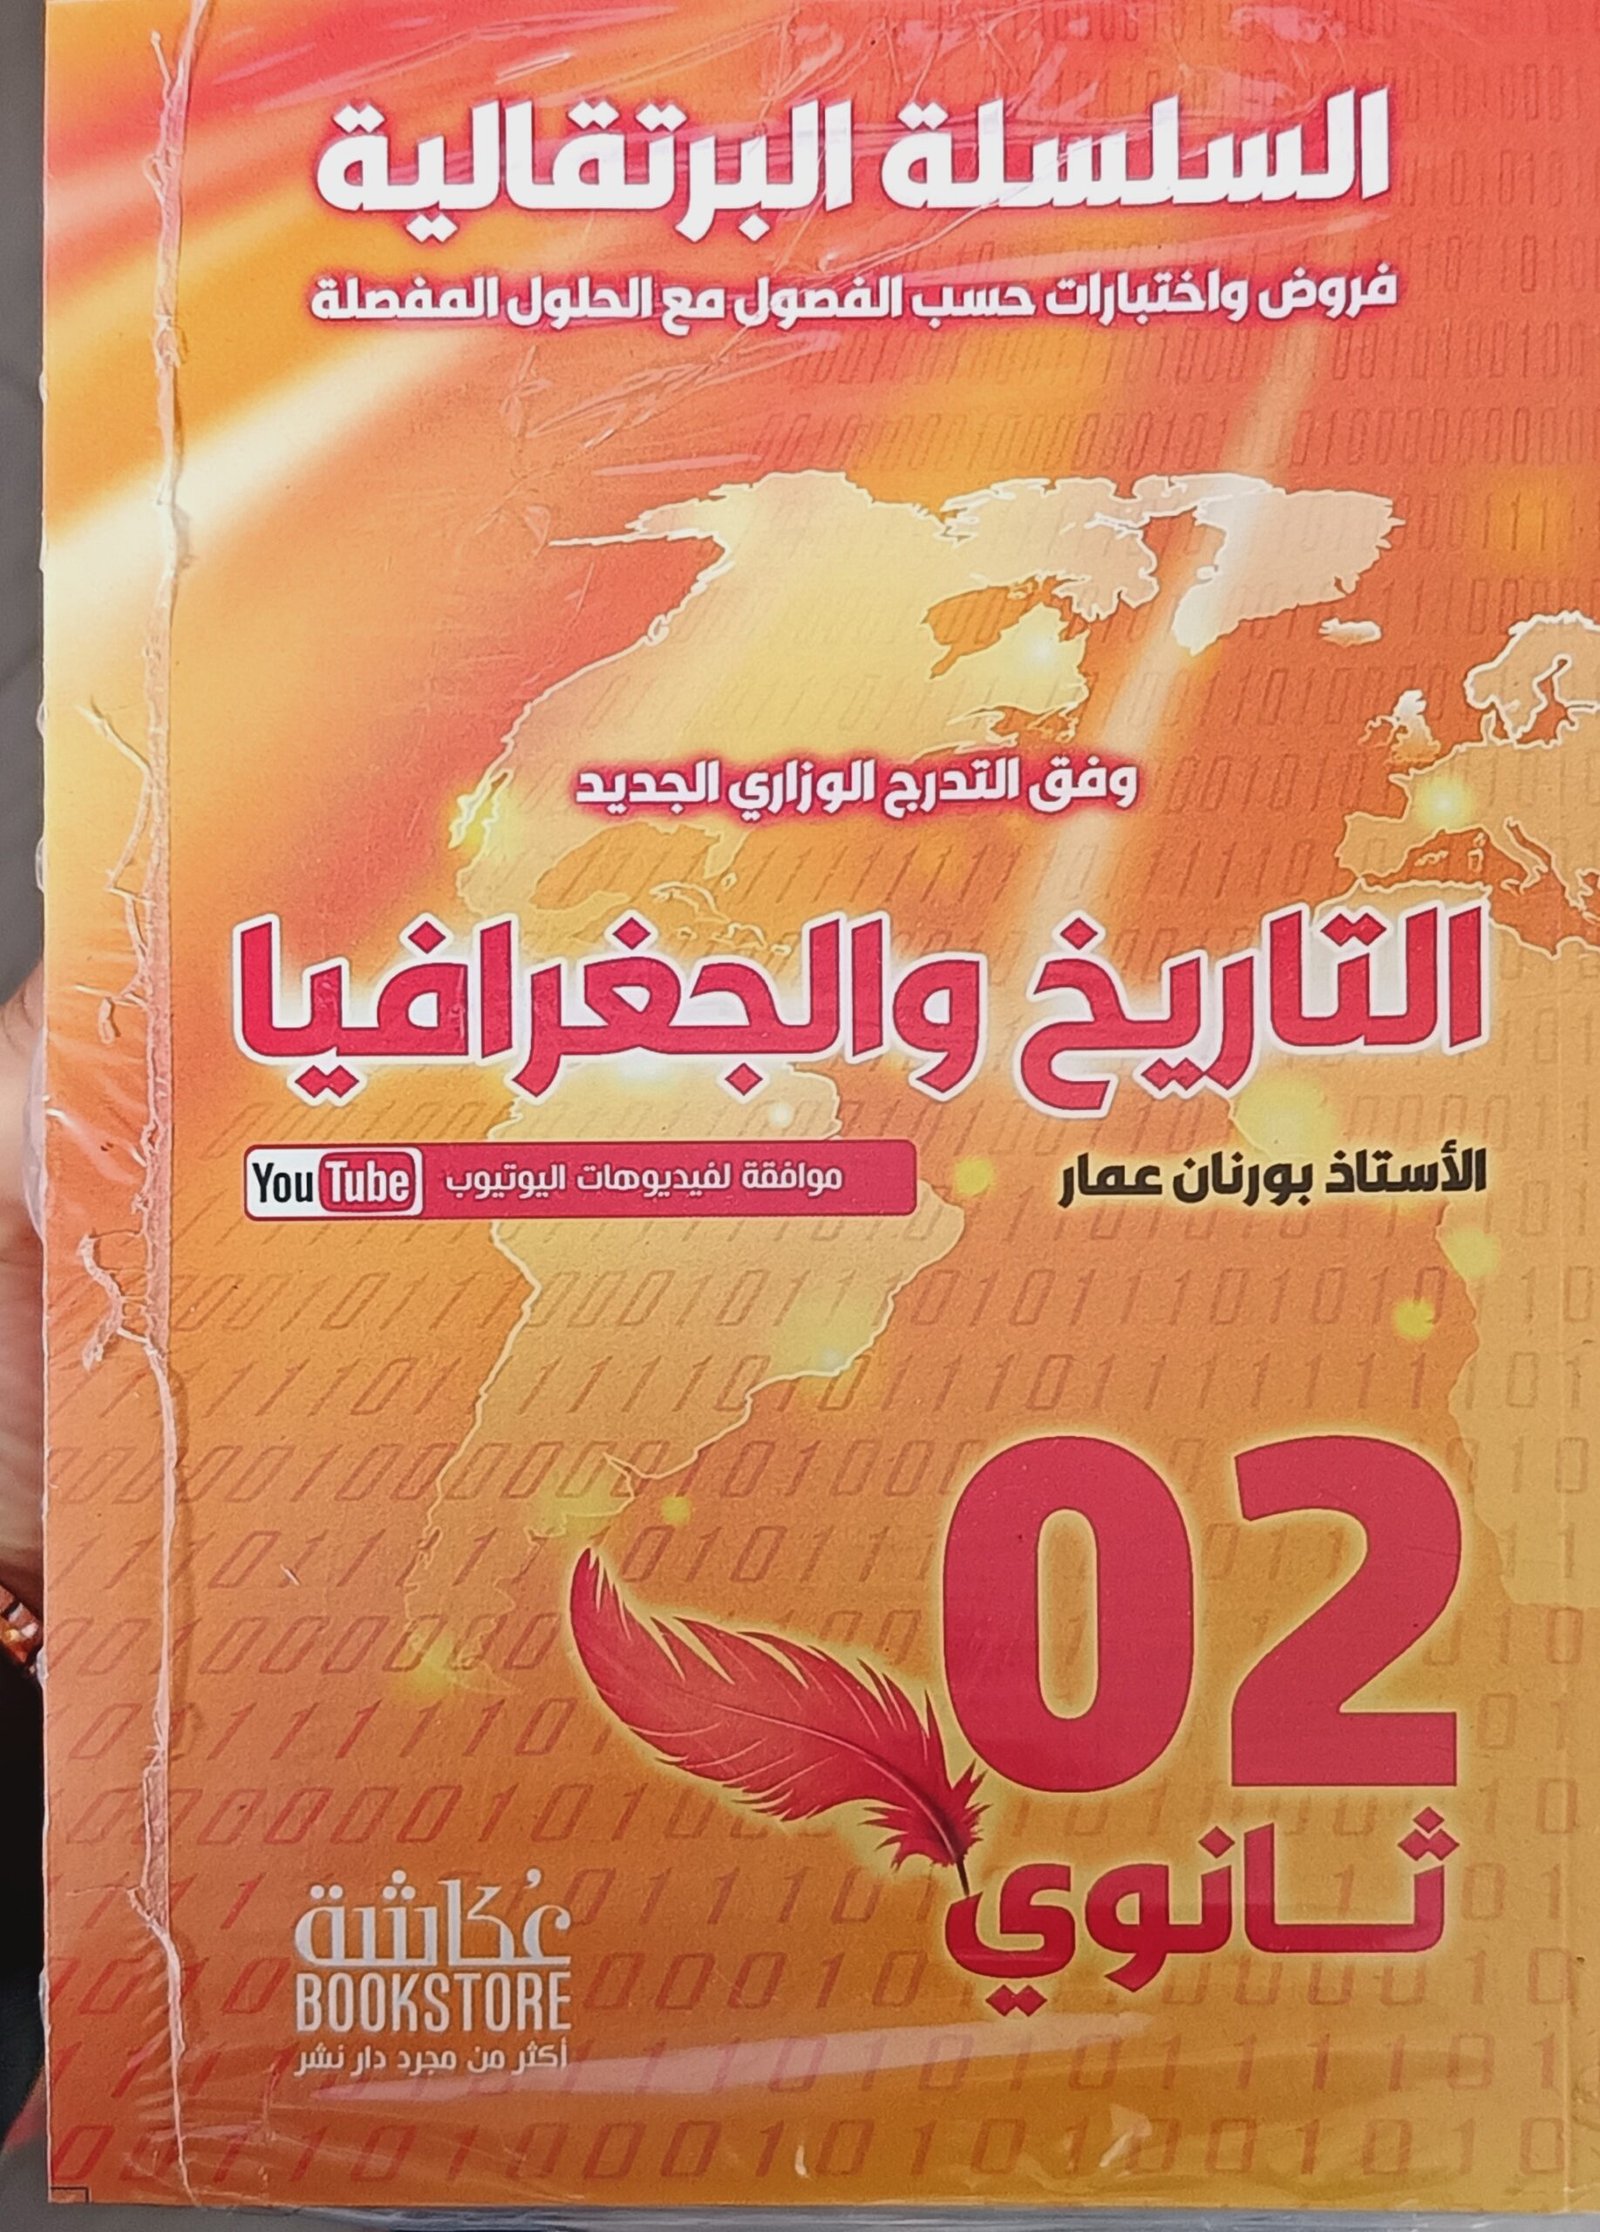 السلسلة البرتقالية
فروض واختبارات حسب الفصول مع الحلول المفصلة
وفق التدرج الوزاري الجديد
التاريخ والجغرافيا
الأستاذ بورنان عمار
موافقة لفيديوهات اليوتيوب YouTube
02
ثانوي
عكاشة
BOOKSTORE
أكثر من مجرد دار نشر